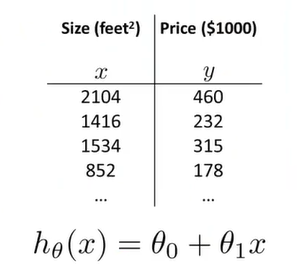 Size (feet²) Price ($1000)
x y
2104 460
1416 232
1534 315
852 178
... ...
hθ(x) = θ₀ + θ₁x